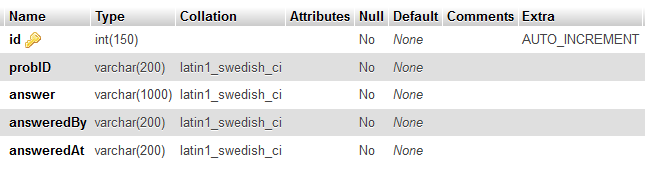 Name Type Collation Attributes Null Default Comments Extra
id int(150) No None AUTO_INCREMENT
probID varchar(200) latin1_swedish_ci No None
answer varchar(1000) latin1_swedish_ci No None
answeredBy varchar(200) latin1_swedish_ci No None
answeredAt varchar(200) latin1_swedish_ci No None